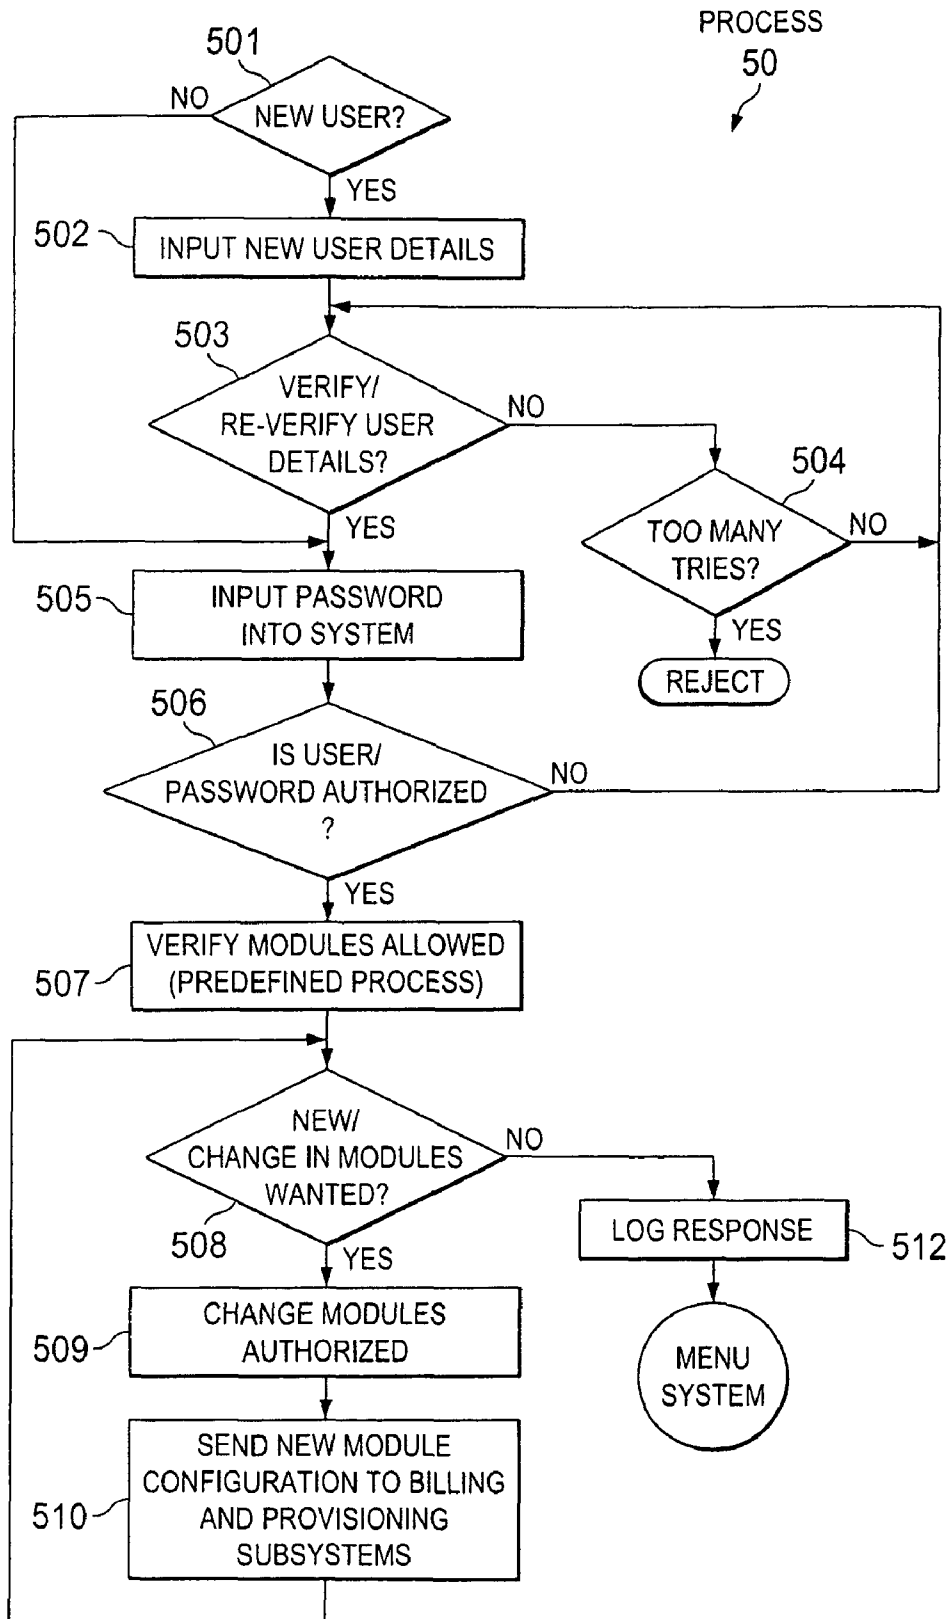 PROCESS
50
501
NO
NEW USER?
YES
502
INPUT NEW USER DETAILS
503
VERIFY/
RE-VERIFY USER
DETAILS?
NO
504
TOO MANY
TRIES?
NO
YES
REJECT
YES
505
INPUT PASSWORD
INTO SYSTEM
506
IS USER/
PASSWORD AUTHORIZED
?
NO
YES
507
VERIFY MODULES ALLOWED
(PREDEFINED PROCESS)
NEW/
CHANGE IN MODULES
WANTED?
NO
508
YES
LOG RESPONSE
512
509
CHANGE MODULES
AUTHORIZED
MENU
SYSTEM
510
SEND NEW MODULE
CONFIGURATION TO BILLING
AND PROVISIONING
SUBSYSTEMS